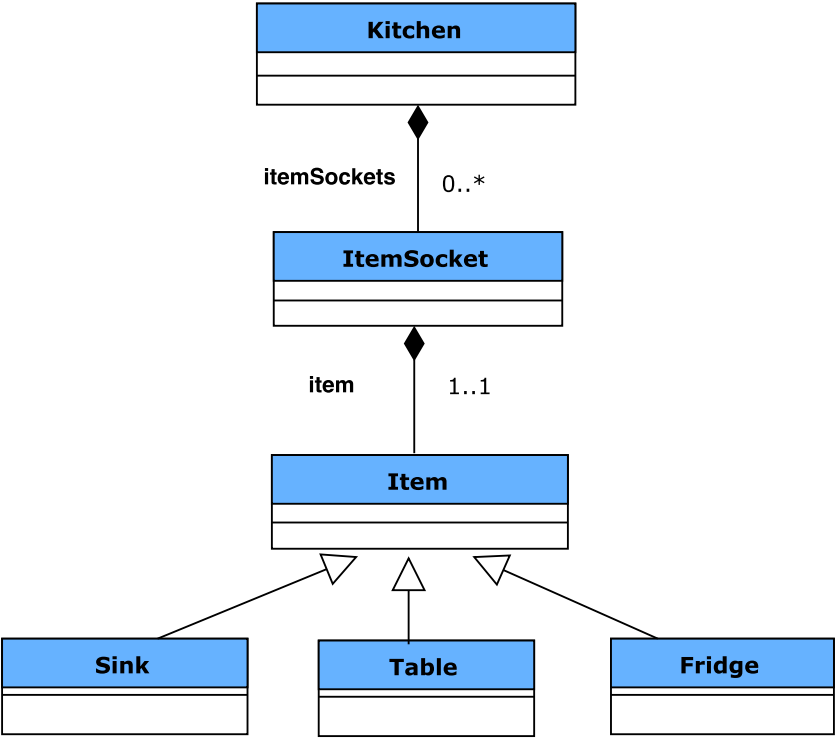 Kitchen
itemSockets
0..*
ItemSocket
item
1..1
Item
Sink
Table
Fridge